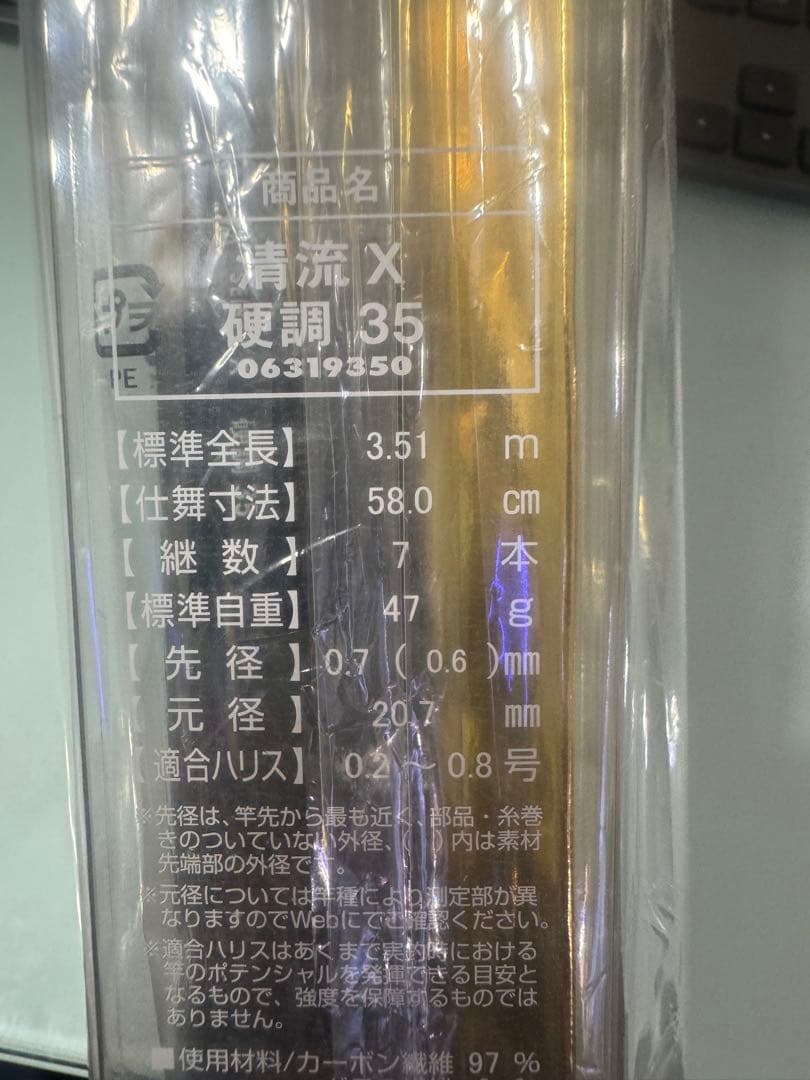 商品名
清流 X
硬調 35
06319350
プラ
PE
【標準全長】 3.51 m
【仕舞寸法】 58.0 cm
【継数】 7 本
【標準自重】 47 g
【先径】 0.7 ( 0.6 )mm
【元径】 20.7 mm
【適合ハリス】 0.2～0.8号
※先径は、竿先から最も近く、部品・糸巻
きのついていない外径、( )内は素材
先端部の外径です。
※元径については竿種により測定部が異
なりますのでWebにてご確認ください。
※適合ハリスはあくまで実釣時における
竿のポテンシャルを発揮できる目安と
なるもので、強度を保障するものでは
ありません。
■使用材料/カーボン繊維 97 %